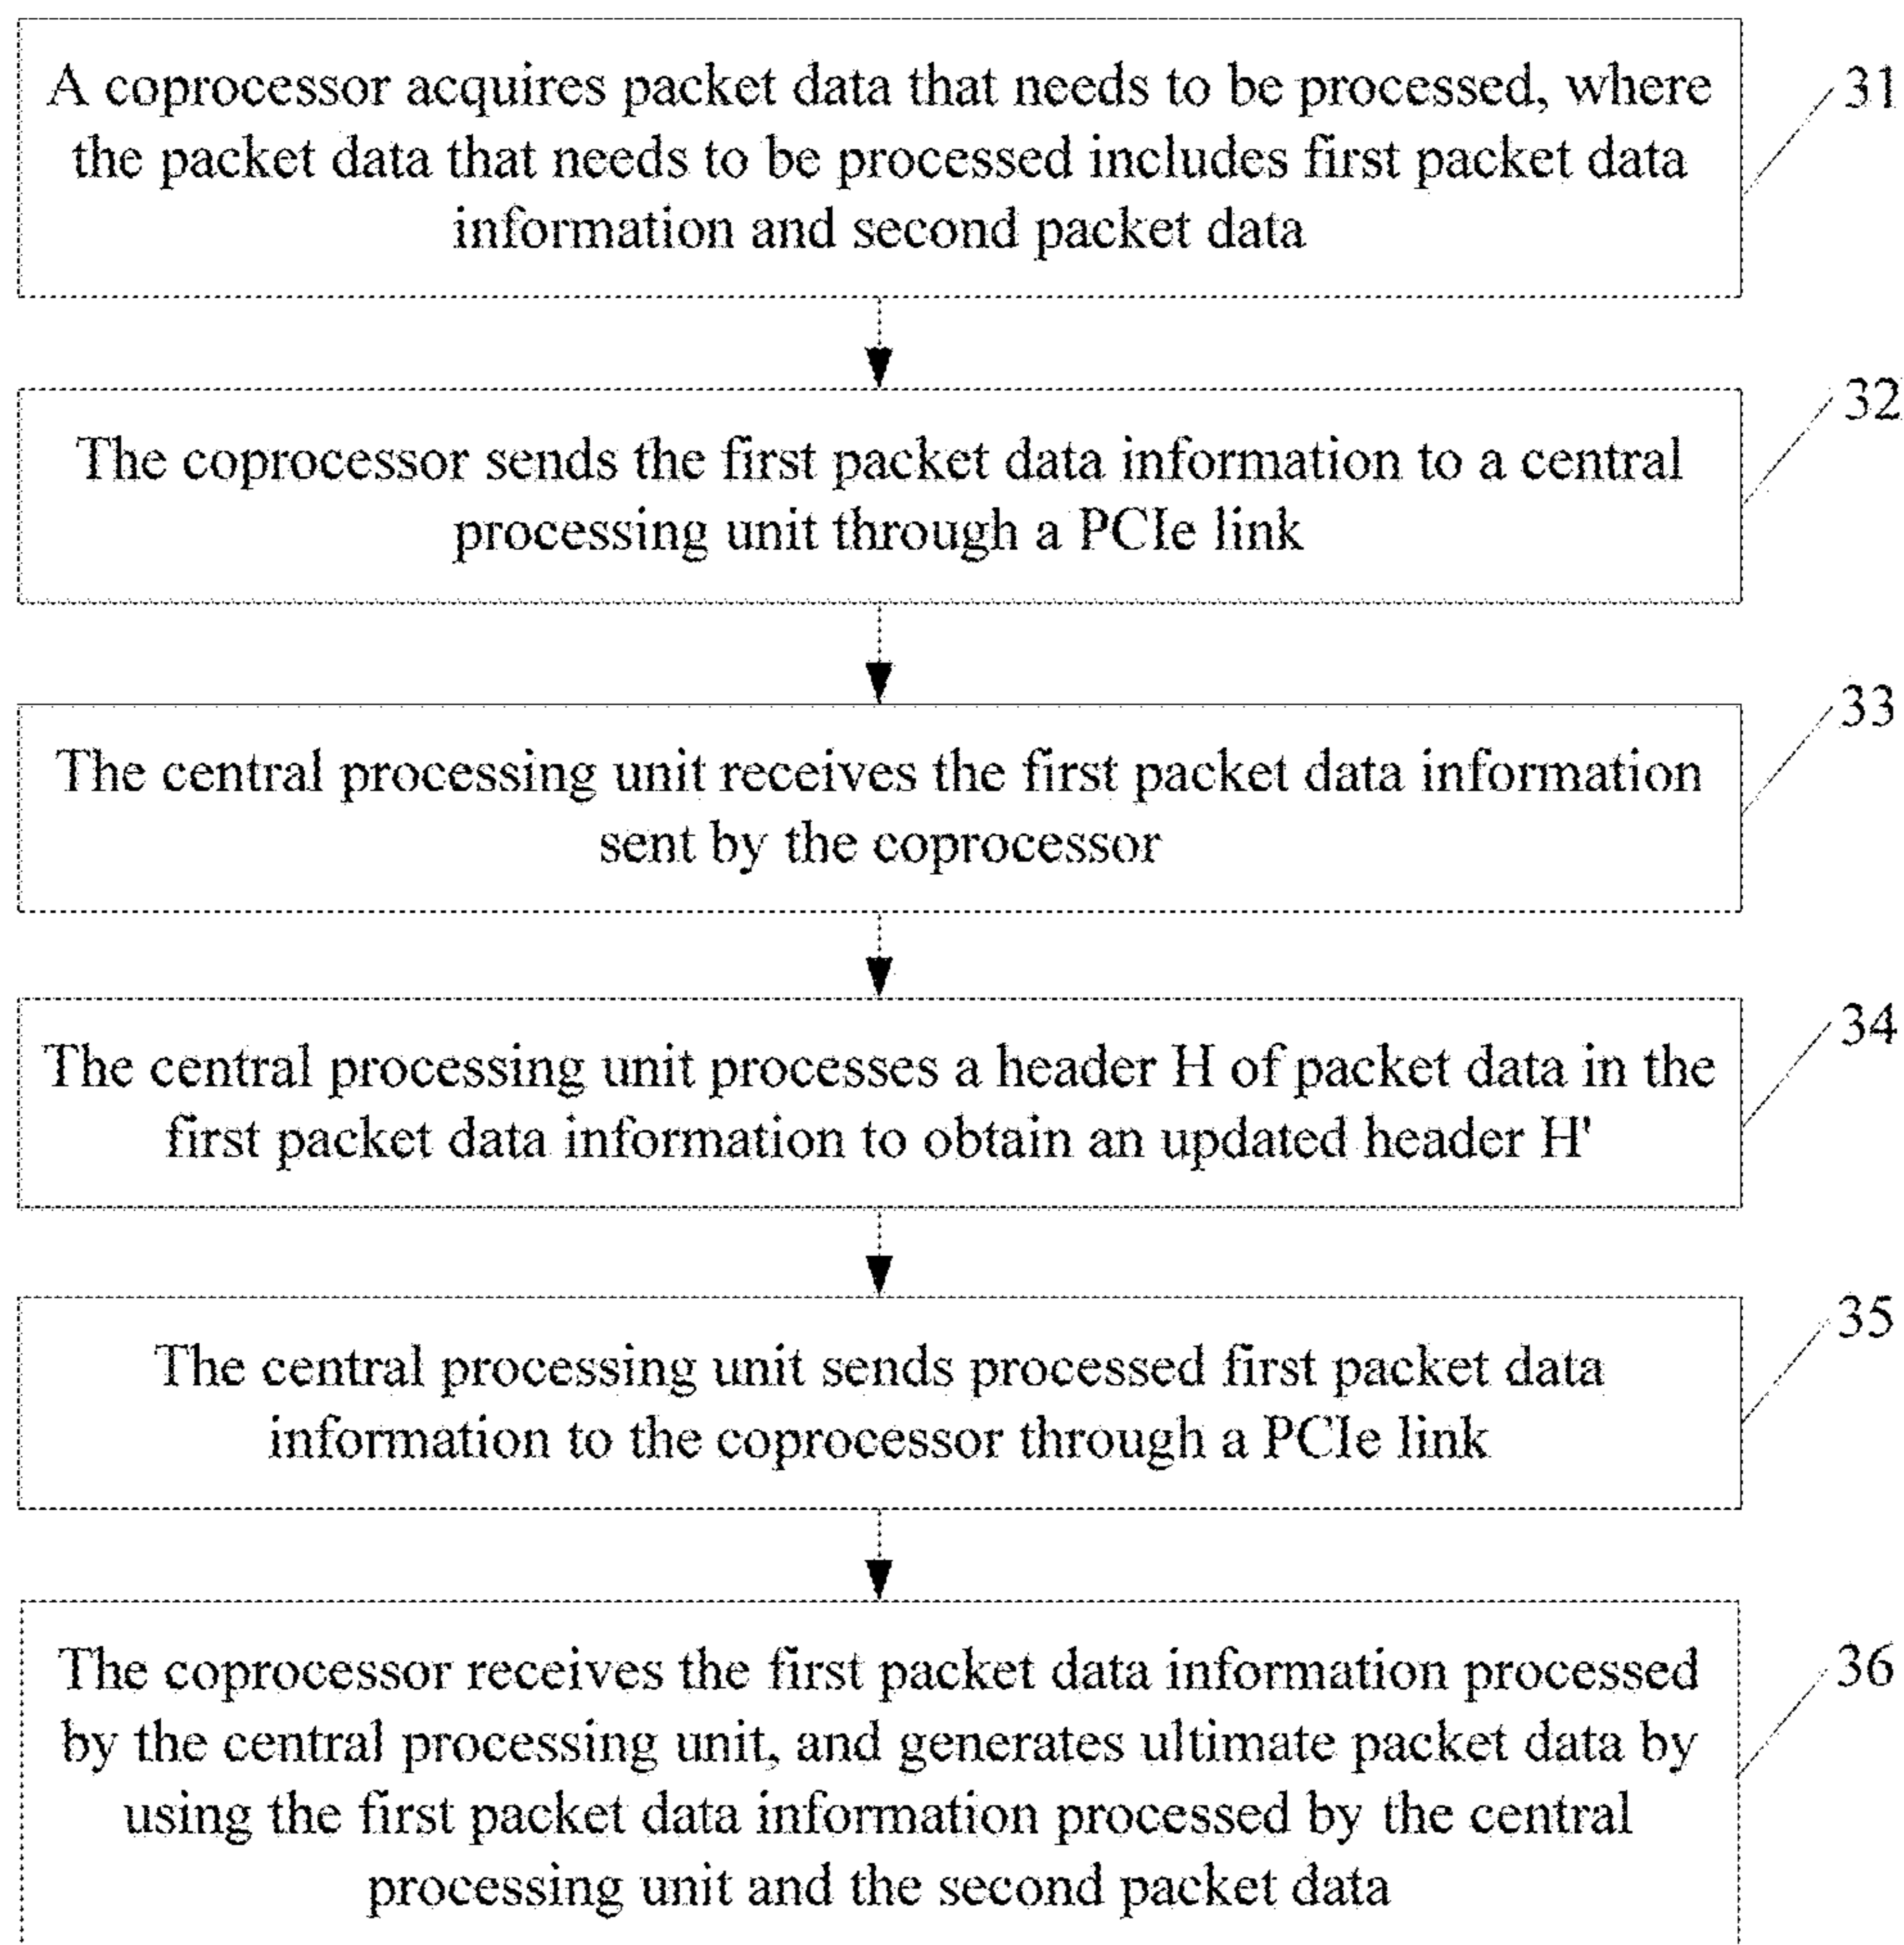 A coprocessor acquires packet data that needs to be processed, where
the packet data that needs to be processed includes first packet data
information and second packet data
31
The coprocessor sends the first packet data information to a central
processing unit through a PCIe link
32
The central processing unit receives the first packet data information
sent by the coprocessor
33
The central processing unit processes a header H of packet data in the
first packet data information to obtain an updated header H'
34
The central processing unit sends processed first packet data
information to the coprocessor through a PCIe link
35
The coprocessor receives the first packet data information processed
by the central processing unit, and generates ultimate packet data by
using the first packet data information processed by the central
processing unit and the second packet data
36